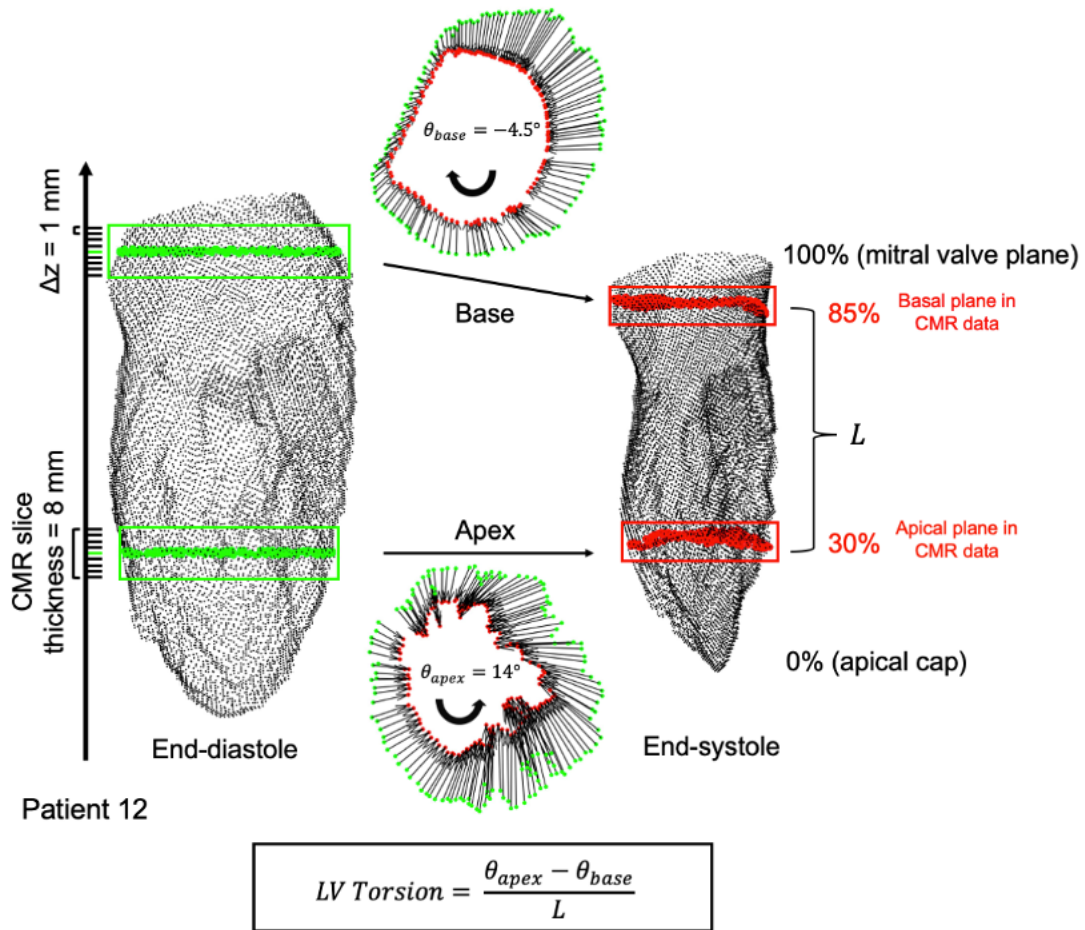 θbase = −4.5°
Δz = 1 mm
100% (mitral valve plane)
85%
Basal plane in
CMR data
Base
L
CMR slice
thickness = 8 mm
Apex
30%
Apical plane in
CMR data
θapex = 14°
0% (apical cap)
End-diastole
End-systole
Patient 12
LV Torsion = (θapex − θbase) / L